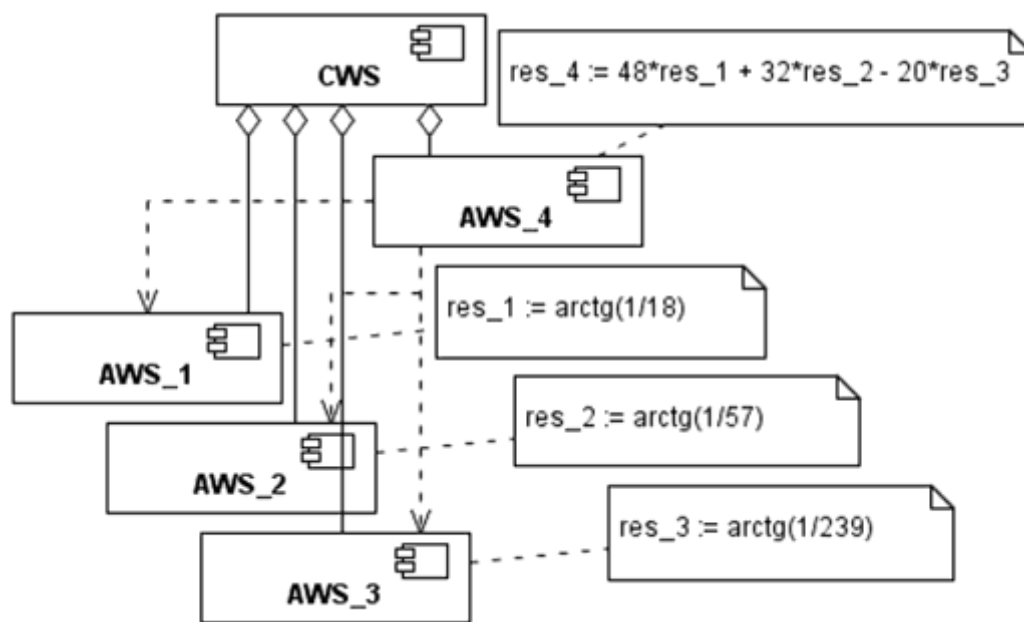 CWS
res_4 := 48*res_1 + 32*res_2 - 20*res_3
AWS_4
res_1 := arctg(1/18)
AWS_1
res_2 := arctg(1/57)
AWS_2
res_3 := arctg(1/239)
AWS_3